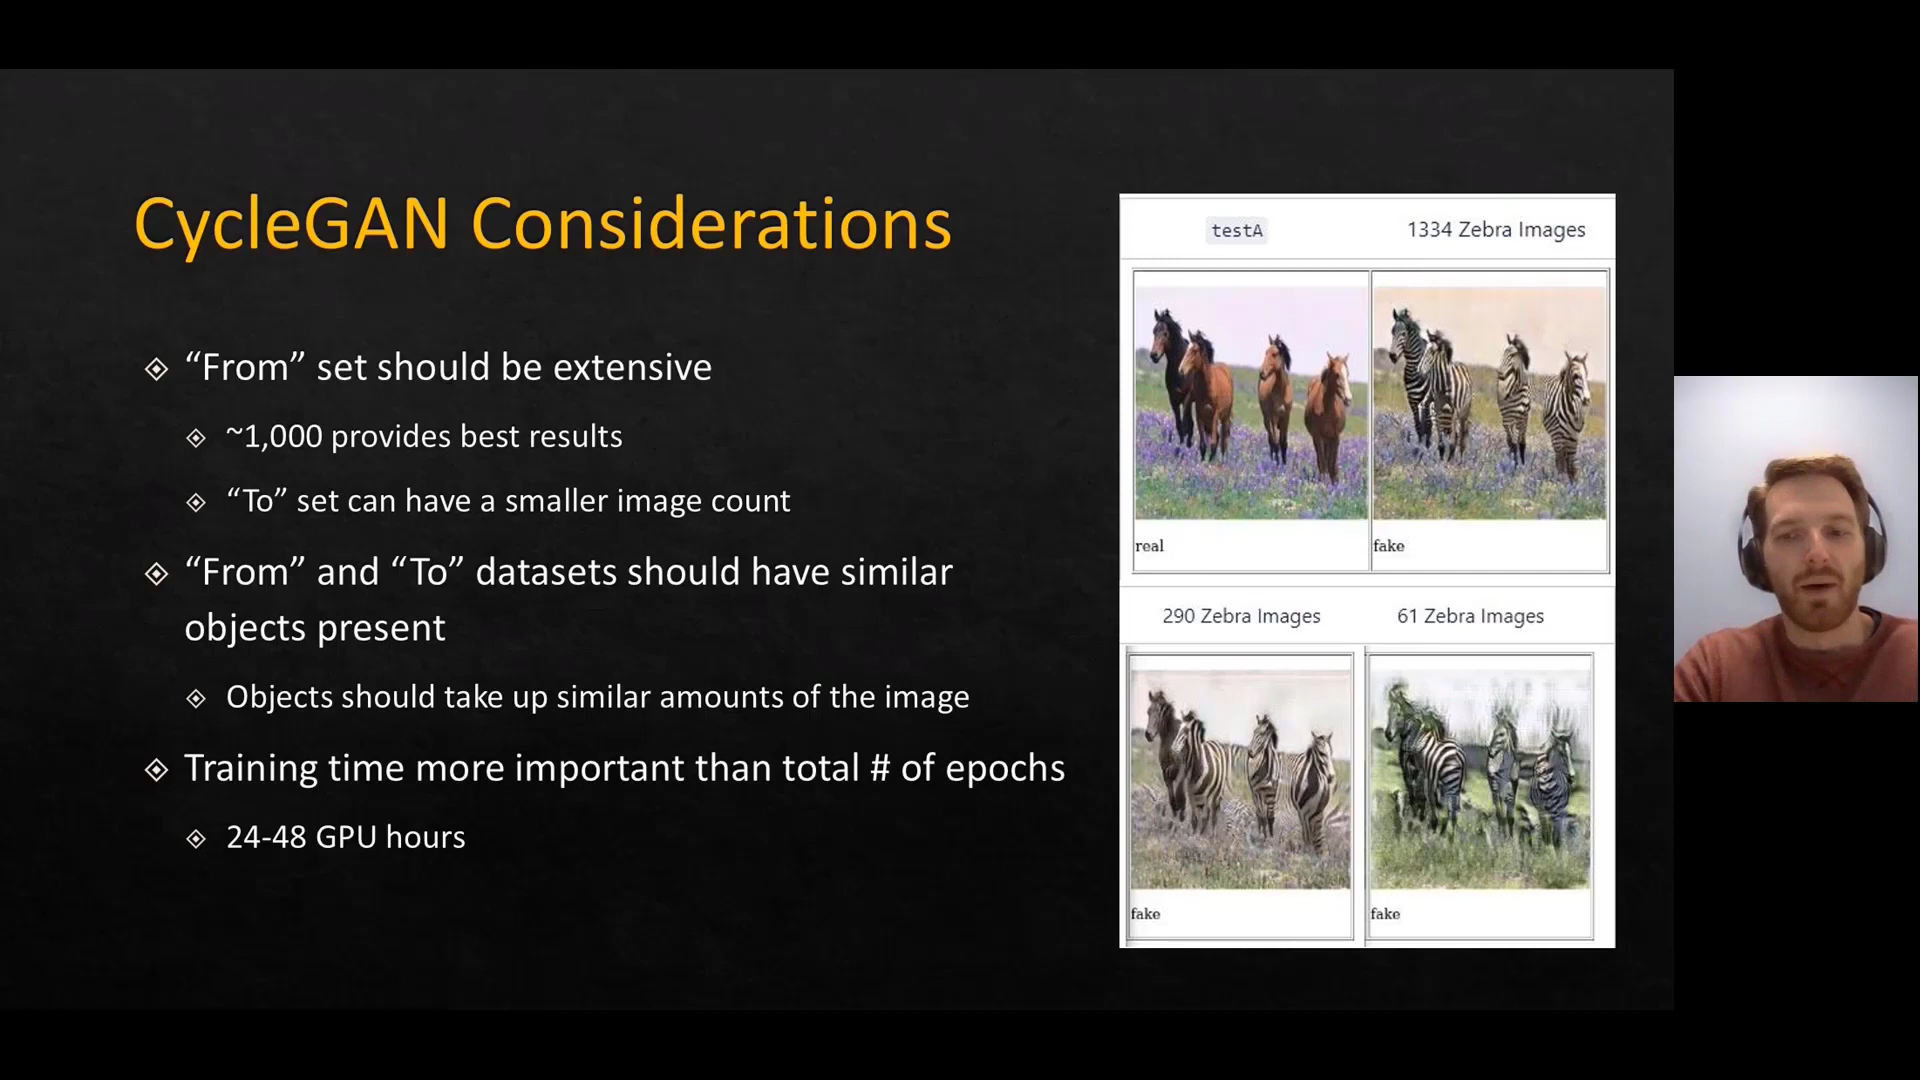 CycleGAN Considerations
“From” set should be extensive
~1,000 provides best results
“To” set can have a smaller image count
“From” and “To” datasets should have similar
objects present
Objects should take up similar amounts of the image
Training time more important than total # of epochs
24-48 GPU hours
testA
1334 Zebra Images
real
fake
290 Zebra Images
61 Zebra Images
fake
fake